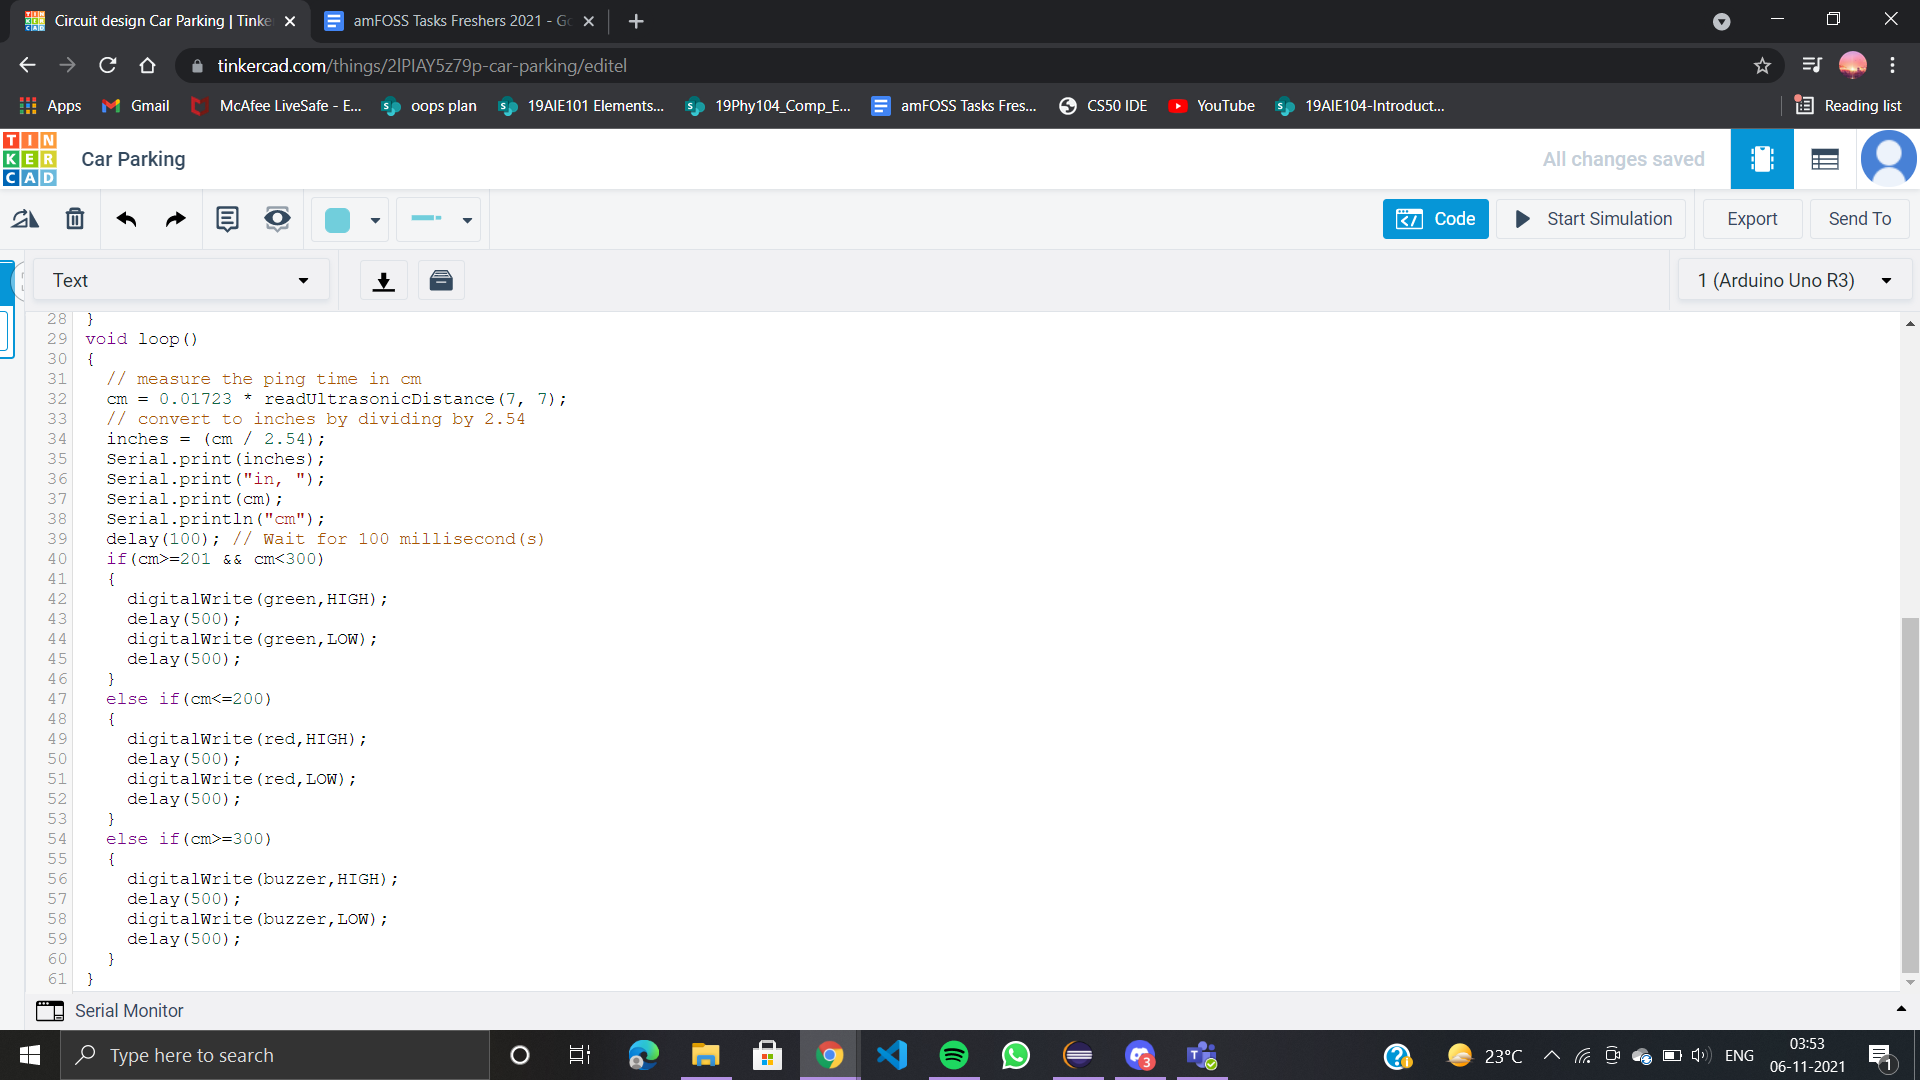 Circuit design Car Parking | Tinke
amFOSS Tasks Freshers 2021 - Go
tinkercad.com/things/2lPIAY5z79p-car-parking/editel
Apps Gmail McAfee LiveSafe - E... oops plan 19AIE101 Elements... 19Phy104_Comp_E... amFOSS Tasks Fres... CS50 IDE YouTube 19AIE104-Introduct... Reading list
TINKERCAD
Car Parking
All changes saved
Code Start Simulation Export Send To
Text
1 (Arduino Uno R3)
28 }
29 void loop()
30 {
31 // measure the ping time in cm
32 cm = 0.01723 * readUltrasonicDistance(7, 7);
33 // convert to inches by dividing by 2.54
34 inches = (cm / 2.54);
35 Serial.print(inches);
36 Serial.print("in, ");
37 Serial.print(cm);
38 Serial.println("cm");
39 delay(100); // Wait for 100 millisecond(s)
40 if(cm>=201 && cm<300)
41 {
42 digitalWrite(green,HIGH);
43 delay(500);
44 digitalWrite(green,LOW);
45 delay(500);
46 }
47 else if(cm<=200)
48 {
49 digitalWrite(red,HIGH);
50 delay(500);
51 digitalWrite(red,LOW);
52 delay(500);
53 }
54 else if(cm>=300)
55 {
56 digitalWrite(buzzer,HIGH);
57 delay(500);
58 digitalWrite(buzzer,LOW);
59 delay(500);
60 }
61 }
Serial Monitor
Type here to search
3
23°C
ENG
03:53
06-11-2021
1